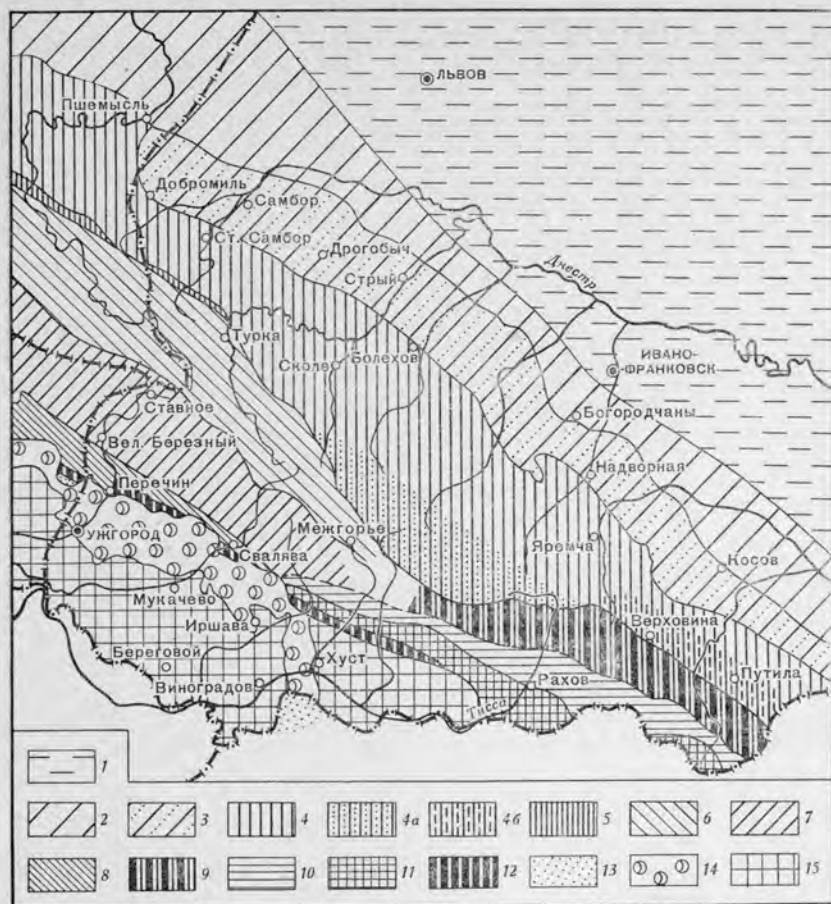 ЛЬВОВ
Пшемысль
Добромиль
Самбор
Ст. Самбор
Дрогобыч
Стрый
Днестр
Турка
Сколе
Болехов
ИВАНО-
ФРАНКОВСК
Ставное
Богородчаны
Вел. Березный
Надворная
Перечин
УЖГОРОД
Межгорье
Яремча
Свалява
Косов
Мукачево
Иршава
Верховина
Береговой
Хуст
Путила
Виноградов
Рахов
Тисса
1
2 3 4 4а 4б 5 6 7
8 9 10 11 12 13 14 15